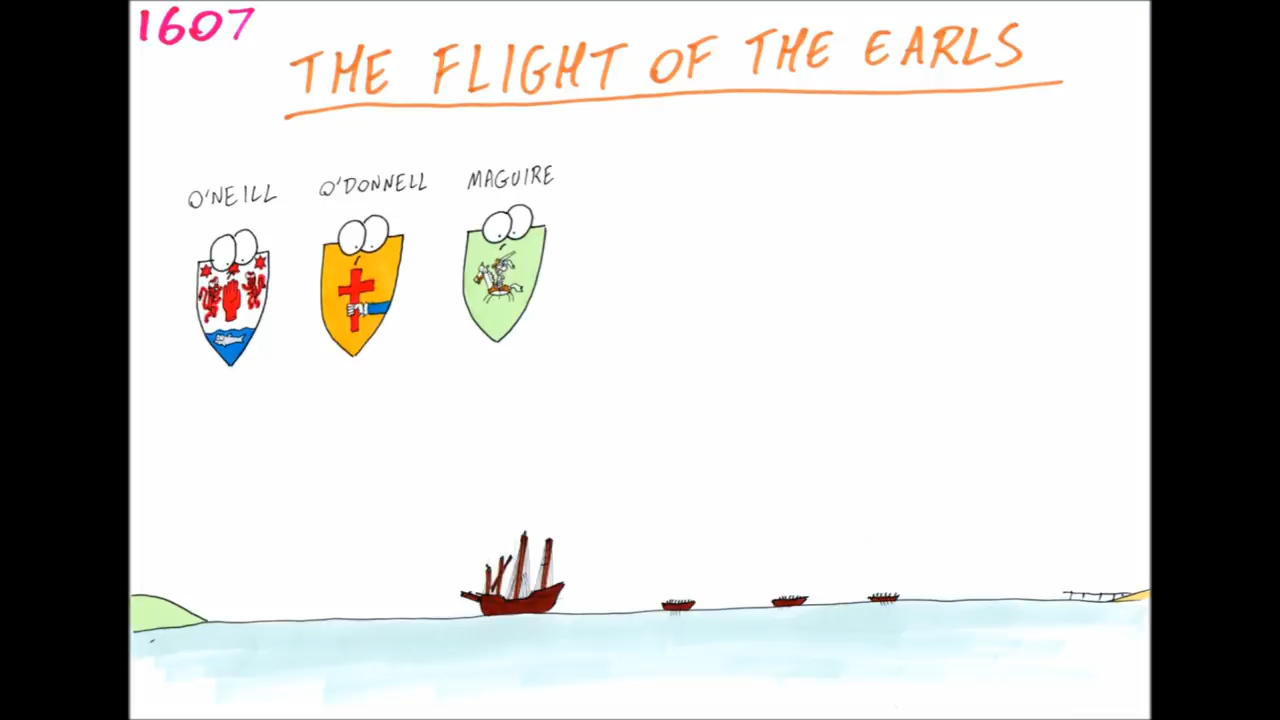 1607
THE FLIGHT OF THE EARLS
O'NEILL
O'DONNELL
MAGUIRE